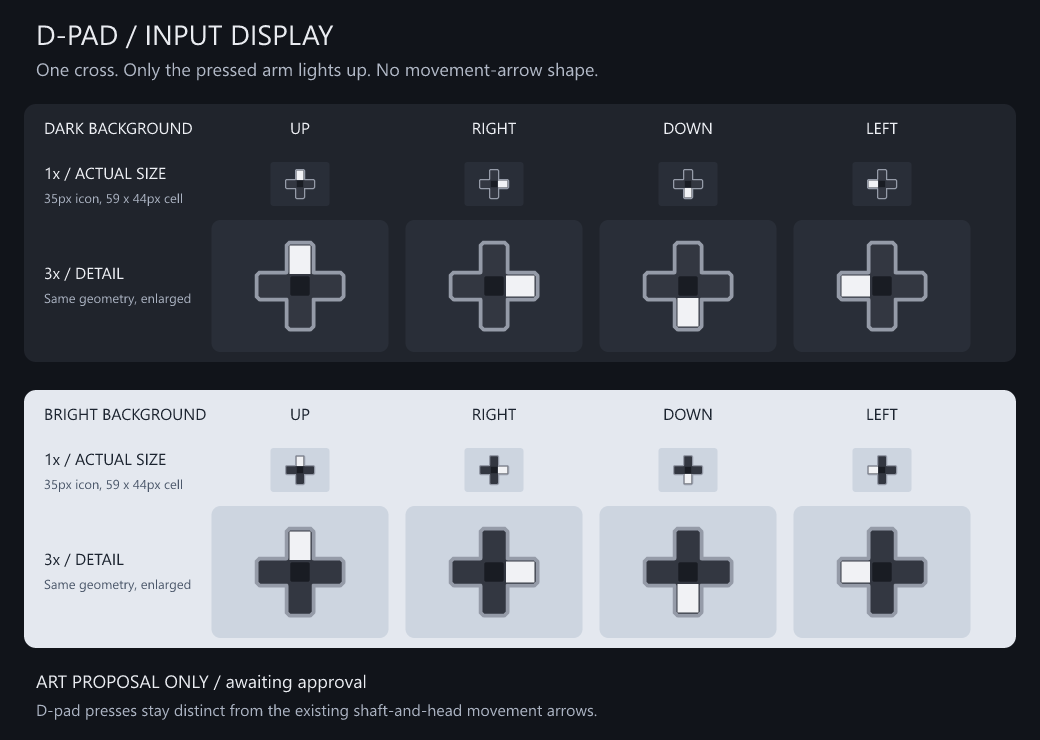 D-PAD / INPUT DISPLAY
One cross. Only the pressed arm lights up. No movement-arrow shape.
DARK BACKGROUND UP RIGHT DOWN LEFT
1x / ACTUAL SIZE
35px icon, 59 x 44px cell
3x / DETAIL
Same geometry, enlarged
BRIGHT BACKGROUND UP RIGHT DOWN LEFT
1x / ACTUAL SIZE
35px icon, 59 x 44px cell
3x / DETAIL
Same geometry, enlarged
ART PROPOSAL ONLY / awaiting approval
D-pad presses stay distinct from the existing shaft-and-head movement arrows.